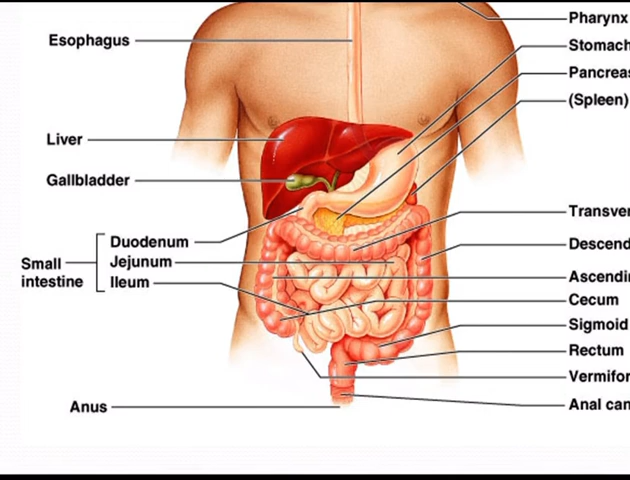 Esophagus
Liver
Gallbladder
Small
intestine
Duodenum
Jejunum
Ileum
Anus
Pharynx
Stomach
Pancreas
(Spleen)
Transver
Descend
Ascendin
Cecum
Sigmoid
Rectum
Vermifor
Anal can